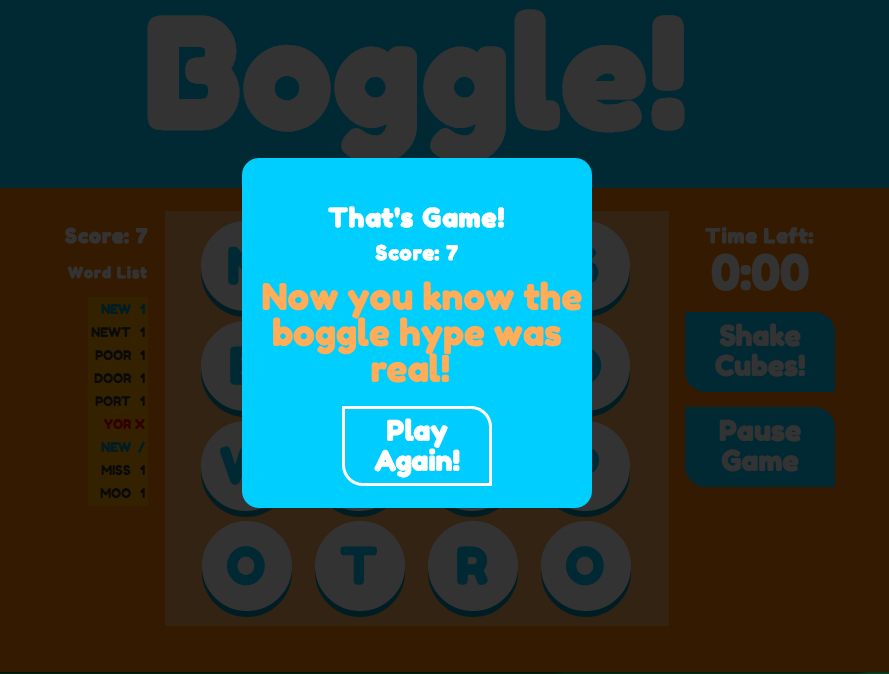 Boggle!
Score: 7
Word List
NEW 1
NEWT 1
POOR 1
DOOR 1
PORT 1
YOR X
NEW /
MISS 1
MOO 1
That's Game!
Score: 7
Now you know the
boggle hype was
real!
Play
Again!
O T R O
Time Left:
0:00
Shake
Cubes!
Pause
Game